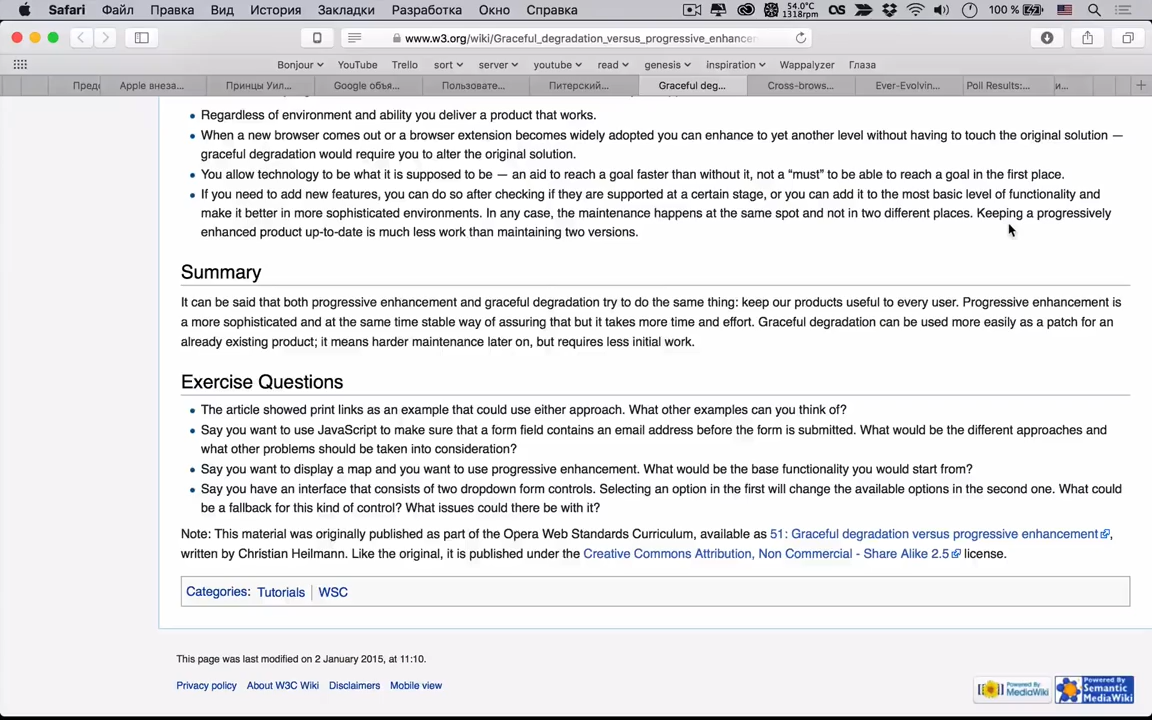 Safari Файл Правка Вид История Закладки Разработка Окно Справка 54.0°C 1318rpm 100 %
www.w3.org/wiki/Graceful_degradation_versus_progressive_enhancem
Bonjour YouTube Trello sort server youtube read genesis inspiration Wappalyzer Глаза
Пред Apple внеза... Принцы Уил... Google объя... Пользовате... Питерский... Graceful deg... Cross-brows... Ever-Evolvin... Poll Results:... и...
Regardless of environment and ability you deliver a product that works.
When a new browser comes out or a browser extension becomes widely adopted you can enhance to yet another level without having to touch the original solution —
graceful degradation would require you to alter the original solution.
You allow technology to be what it is supposed to be — an aid to reach a goal faster than without it, not a “must” to be able to reach a goal in the first place.
If you need to add new features, you can do so after checking if they are supported at a certain stage, or you can add it to the most basic level of functionality and
make it better in more sophisticated environments. In any case, the maintenance happens at the same spot and not in two different places. Keeping a progressively
enhanced product up-to-date is much less work than maintaining two versions.
Summary
It can be said that both progressive enhancement and graceful degradation try to do the same thing: keep our products useful to every user. Progressive enhancement is
a more sophisticated and at the same time stable way of assuring that but it takes more time and effort. Graceful degradation can be used more easily as a patch for an
already existing product; it means harder maintenance later on, but requires less initial work.
Exercise Questions
The article showed print links as an example that could use either approach. What other examples can you think of?
Say you want to use JavaScript to make sure that a form field contains an email address before the form is submitted. What would be the different approaches and
what other problems should be taken into consideration?
Say you want to display a map and you want to use progressive enhancement. What would be the base functionality you would start from?
Say you have an interface that consists of two dropdown form controls. Selecting an option in the first will change the available options in the second one. What could
be a fallback for this kind of control? What issues could there be with it?
Note: This material was originally published as part of the Opera Web Standards Curriculum, available as 51: Graceful degradation versus progressive enhancement,
written by Christian Heilmann. Like the original, it is published under the Creative Commons Attribution, Non Commercial - Share Alike 2.5 license.
Categories: Tutorials WSC
This page was last modified on 2 January 2015, at 11:10.
Privacy policy About W3C Wiki Disclaimers Mobile view
Powered By MediaWiki
Powered By Semantic MediaWiki